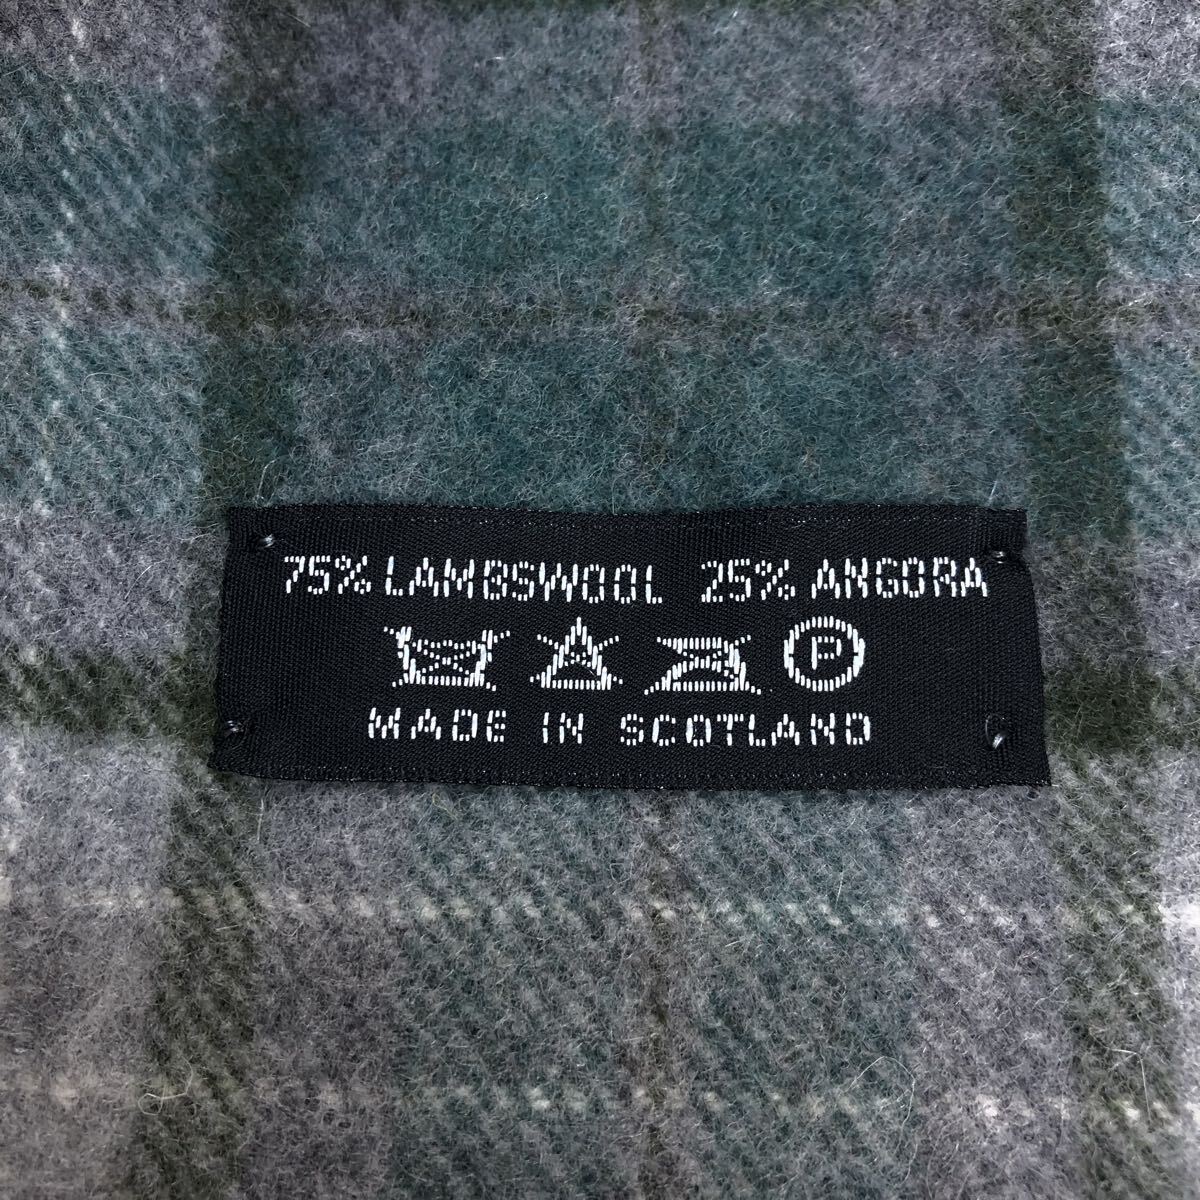 75% LAMBSWOOL 25% ANGORA
P
MADE IN SCOTLAND